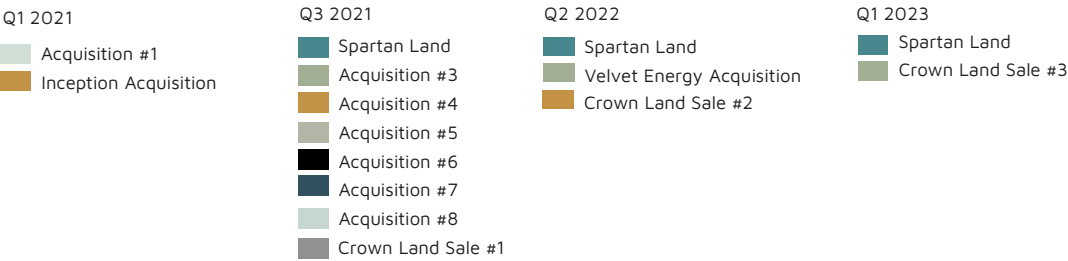 Q1 2021
Acquisition #1
Inception Acquisition
Q3 2021
Spartan Land
Acquisition #3
Acquisition #4
Acquisition #5
Acquisition #6
Acquisition #7
Acquisition #8
Crown Land Sale #1
Q2 2022
Spartan Land
Velvet Energy Acquisition
Crown Land Sale #2
Q1 2023
Spartan Land
Crown Land Sale #3